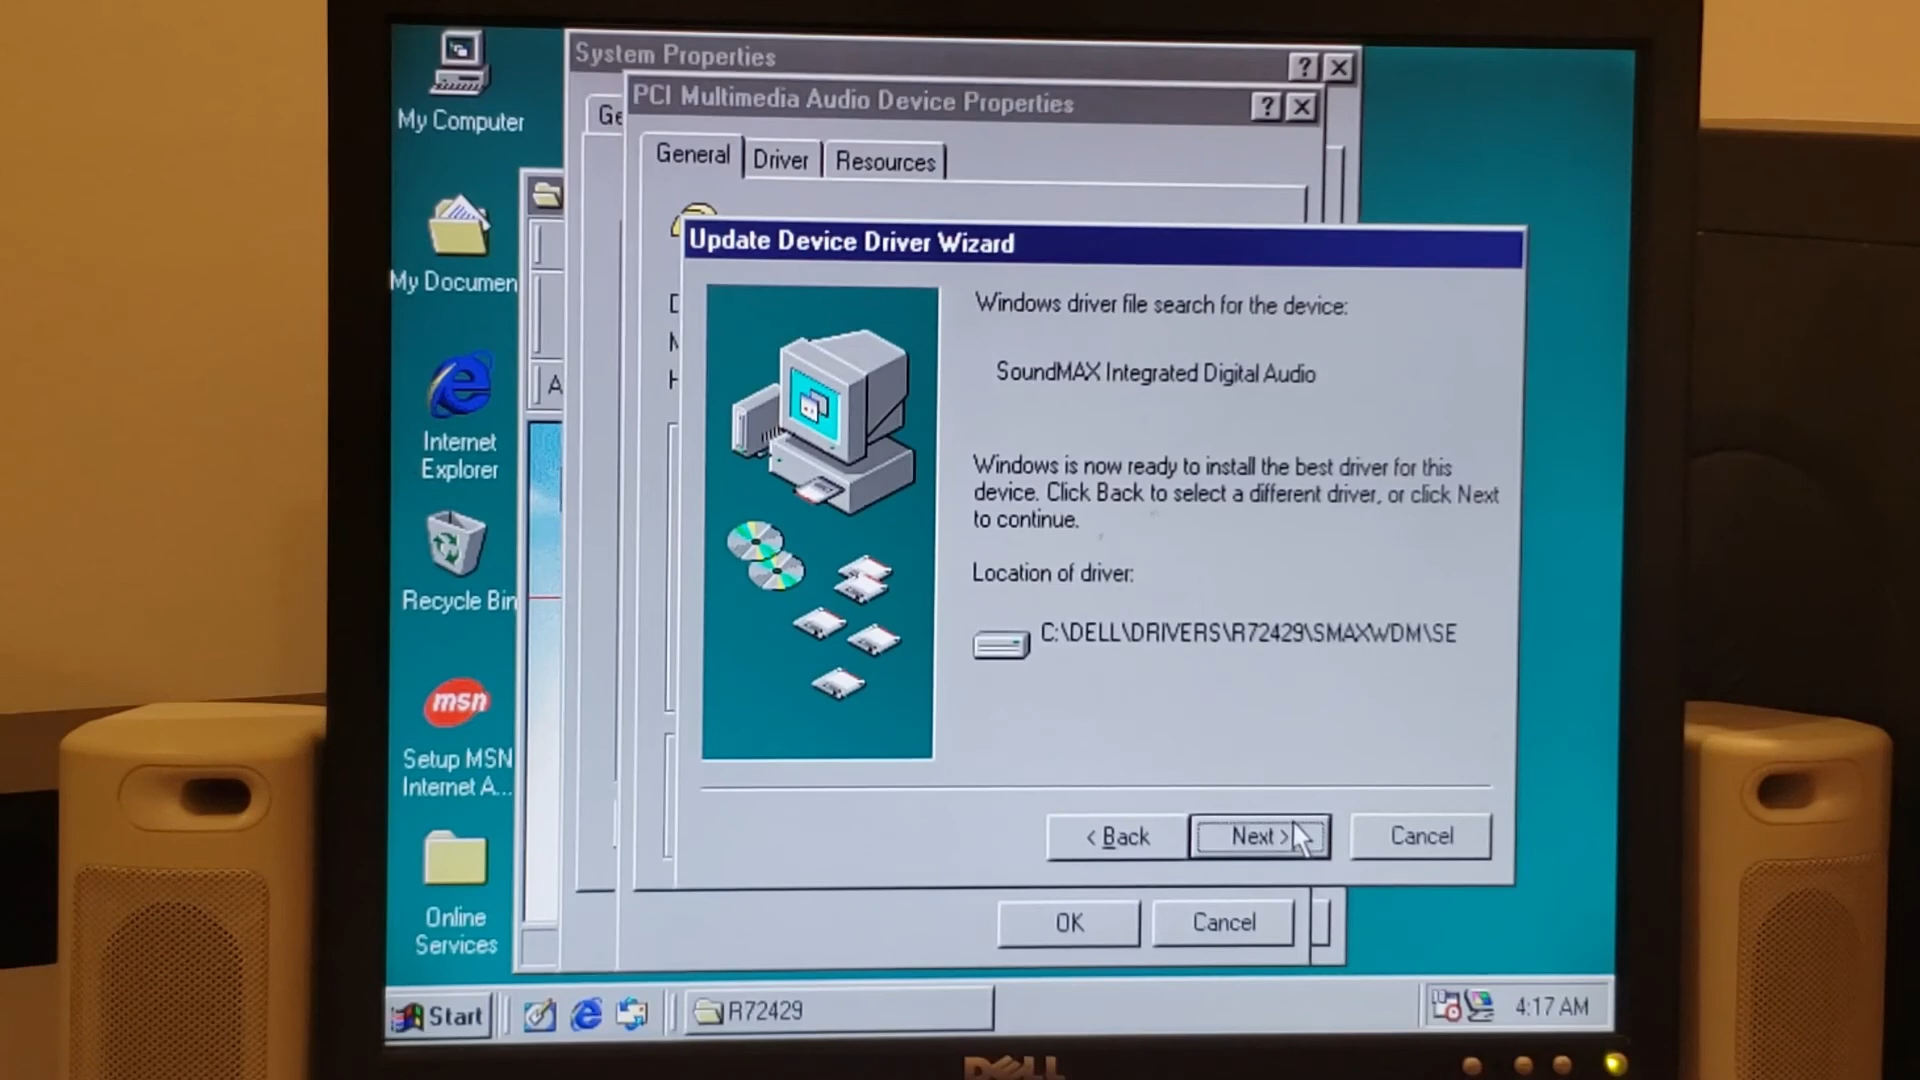 My Computer
My Documen
Internet
Explorer
Recycle Bin
msn
Setup MSN
Internet A...
Online
Services
System Properties
?
Ge
PCI Multimedia Audio Device Properties
?
General
Driver
Resources
D
M
H
A
Update Device Driver Wizard
Windows driver file search for the device:
SoundMAX Integrated Digital Audio
Windows is now ready to install the best driver for this
device. Click Back to select a different driver, or click Next
to continue.
Location of driver:
C:\DELL\DRIVERS\R72429\SMAXWDM\SE
< Back
Next >
Cancel
OK
Cancel
Start
R72429
4:17 AM
DELL